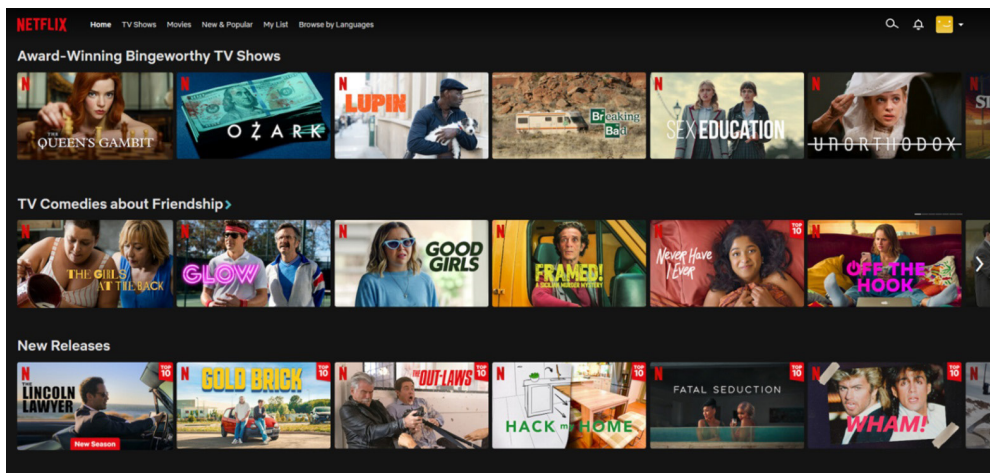 NETFLIX Home TV Shows Movies New & Popular My List Browse by Languages
Award-Winning Bingeworthy TV Shows
N
THE
QUEEN'S GAMBIT
N
OZARK
N
LUPIN
Breaking
Bad
N
SEX EDUCATION
N
UNORTHODOX
N
TV Comedies about Friendship>
N
THE GIRLS
AT THE BACK
N
GLOW
N
GOOD
GIRLS
N
FRAMED!
A SICILIAN MURDER MYSTERY
N
TOP
10
Never Have
I Ever
N
OFF THE
HOOK
New Releases
N
TOP
10
THE
LINCOLN
LAWYER
New Season
N
TOP
10
GOLD BRICK
N
TOP
10
THE OUT-LAWS
N
TOP
10
HACK my HOME
N
TOP
10
FATAL SEDUCTION
N
TOP
10
WHAM!
N